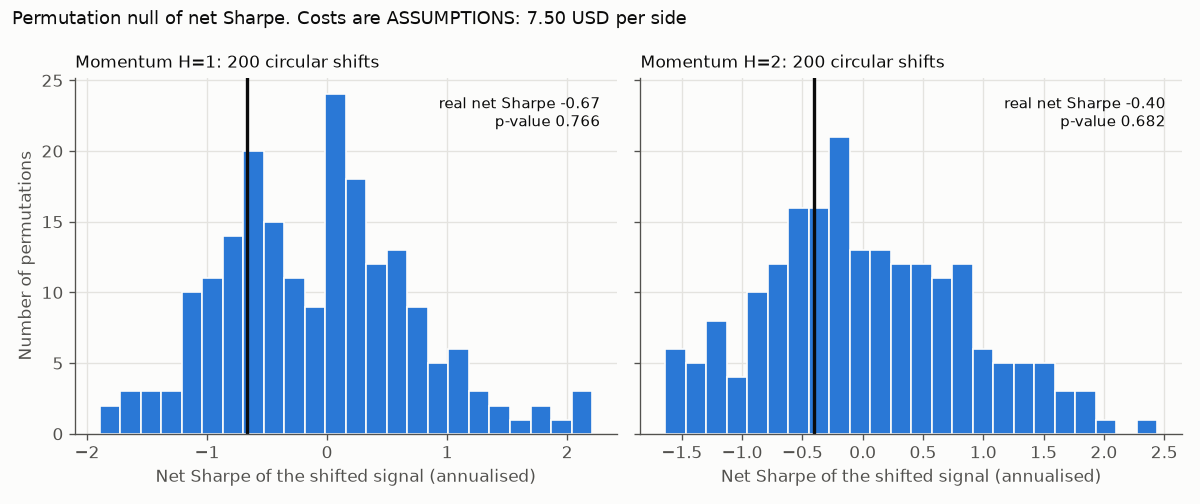 Permutation null of net Sharpe. Costs are ASSUMPTIONS: 7.50 USD per side
Momentum H=1: 200 circular shifts
real net Sharpe -0.67
p-value 0.766
Number of permutations
25
20
15
10
5
0
−2
−1
0
1
2
Net Sharpe of the shifted signal (annualised)
Momentum H=2: 200 circular shifts
real net Sharpe -0.40
p-value 0.682
−1.5
−1.0
−0.5
0.0
0.5
1.0
1.5
2.0
2.5
Net Sharpe of the shifted signal (annualised)